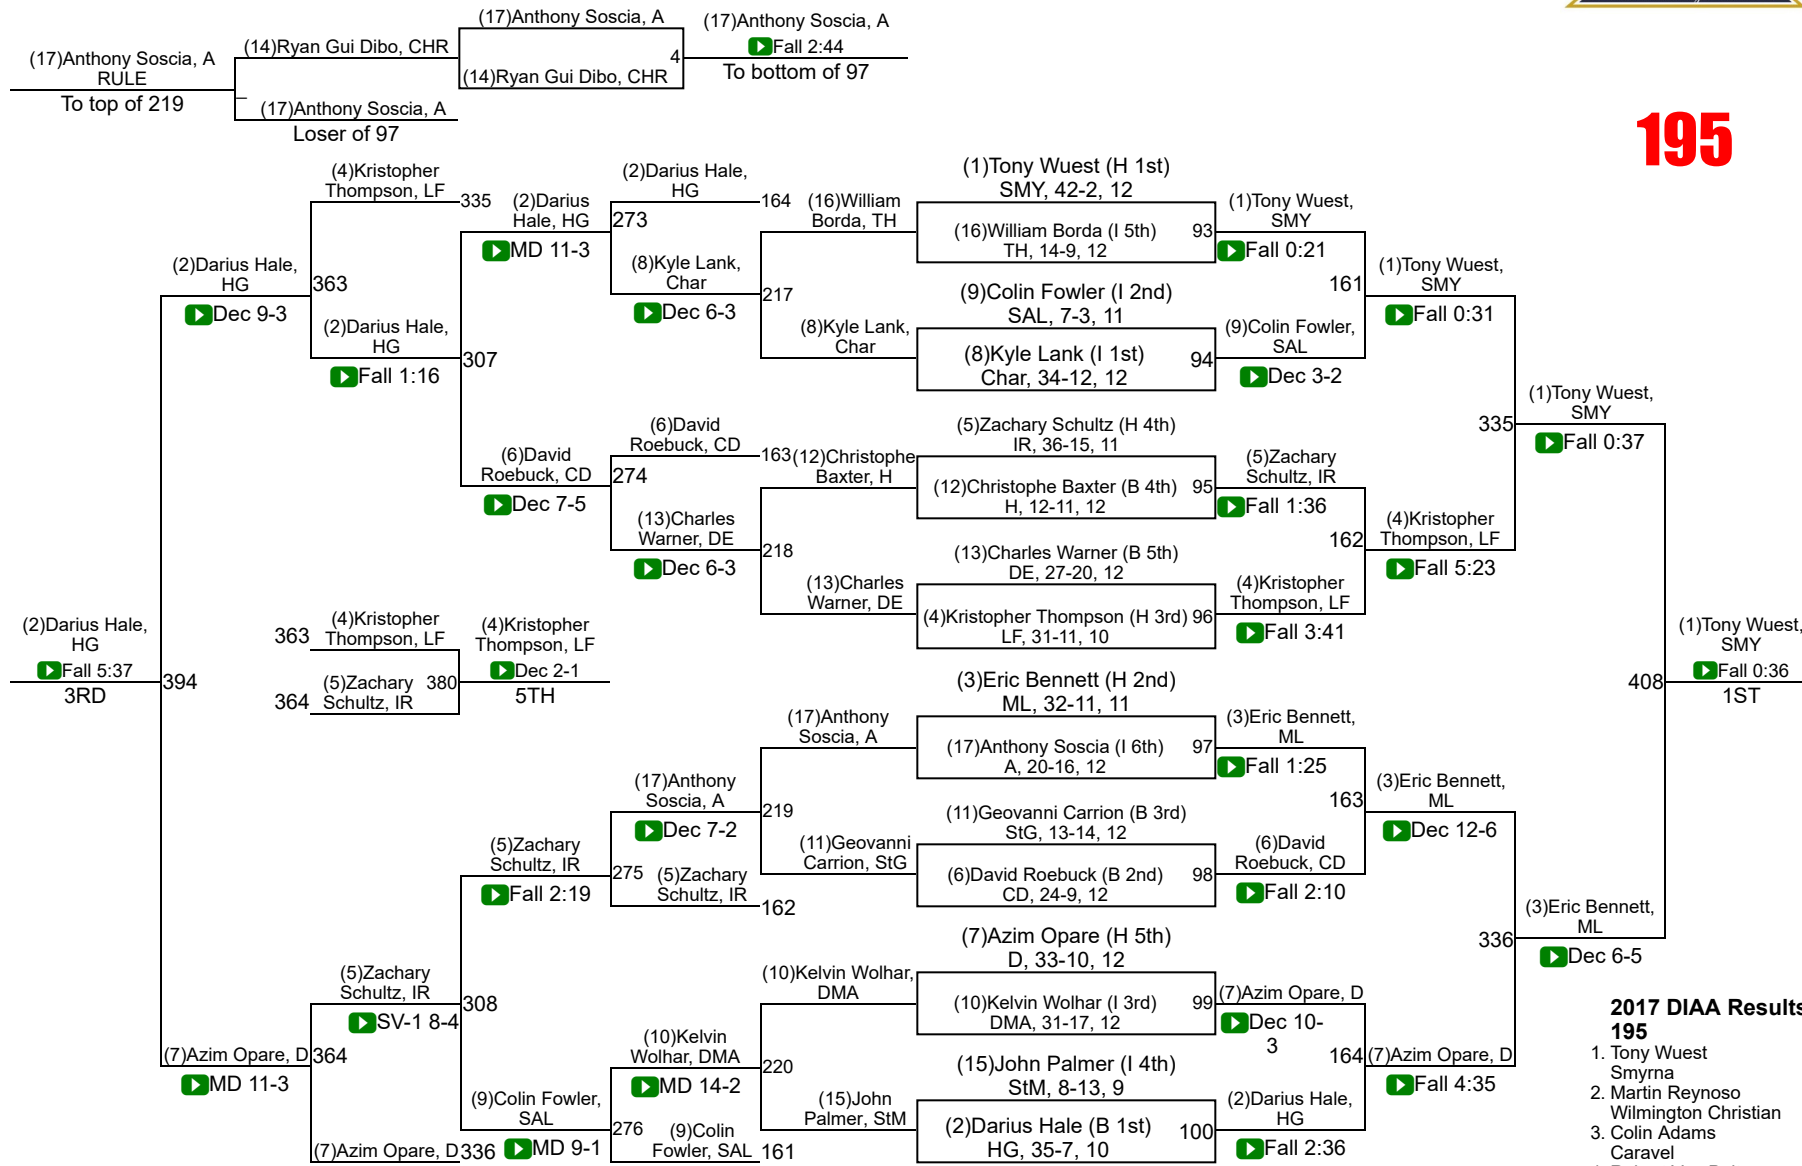 (17)Anthony Soscia, A
RULE
To top of 219
(14)Ryan Gui Dibo, CHR
(17)Anthony Soscia, A
Loser of 97
(17)Anthony Soscia, A
(14)Ryan Gui Dibo, CHR
4
(17)Anthony Soscia, A
Fall 2:44
To bottom of 97
195
(2)Darius Hale,
HG
Fall 5:37
3RD
394
(2)Darius Hale,
HG
Dec 9-3
(7)Azim Opare, D
MD 11-3
(4)Kristopher
Thompson, LF
335
363
(2)Darius Hale,
HG
Fall 1:16
363
(4)Kristopher
Thompson, LF
364
(5)Zachary
Schultz, IR
380
(4)Kristopher
Thompson, LF
Dec 2-1
5TH
(5)Zachary
Schultz, IR
SV-1 8-4
364
(7)Azim Opare, D
336
(2)Darius
Hale, HG
MD 11-3
307
(6)David
Roebuck, CD
Dec 7-5
(5)Zachary
Schultz, IR
Fall 2:19
308
(9)Colin Fowler,
SAL
MD 9-1
(2)Darius Hale,
HG
164
273
(8)Kyle Lank,
Char
Dec 6-3
(6)David
Roebuck, CD
163
274
(13)Charles
Warner, DE
Dec 6-3
(17)Anthony
Soscia, A
Dec 7-2
275
(5)Zachary
Schultz, IR
162
(10)Kelvin
Wolhar, DMA
MD 14-2
276
(9)Colin
Fowler, SAL
161
(16)William
Borda, TH
217
(8)Kyle Lank,
Char
(12)Christophe
Baxter, H
218
(13)Charles
Warner, DE
(17)Anthony
Soscia, A
219
(11)Geovanni
Carrion, StG
(10)Kelvin Wolhar,
DMA
220
(15)John
Palmer, StM
(1)Tony Wuest (H 1st)
SMY, 42-2, 12
(16)William Borda (I 5th)
TH, 14-9, 12
93
(9)Colin Fowler (I 2nd)
SAL, 7-3, 11
(8)Kyle Lank (I 1st)
Char, 34-12, 12
94
(5)Zachary Schultz (H 4th)
IR, 36-15, 11
(12)Christophe Baxter (B 4th)
H, 12-11, 12
95
(13)Charles Warner (B 5th)
DE, 27-20, 12
(4)Kristopher Thompson (H 3rd)
LF, 31-11, 10
96
(3)Eric Bennett (H 2nd)
ML, 32-11, 11
(17)Anthony Soscia (I 6th)
A, 20-16, 12
97
(11)Geovanni Carrion (B 3rd)
StG, 13-14, 12
(6)David Roebuck (B 2nd)
CD, 24-9, 12
98
(7)Azim Opare (H 5th)
D, 33-10, 12
(10)Kelvin Wolhar (I 3rd)
DMA, 31-17, 12
99
(15)John Palmer (I 4th)
StM, 8-13, 9
(2)Darius Hale (B 1st)
HG, 35-7, 10
100
(1)Tony Wuest,
SMY
Fall 0:21
161
(9)Colin Fowler,
SAL
Dec 3-2
(5)Zachary
Schultz, IR
Fall 1:36
162
(4)Kristopher
Thompson, LF
Fall 3:41
(3)Eric Bennett,
ML
Fall 1:25
163
(6)David
Roebuck, CD
Fall 2:10
(7)Azim Opare, D
Dec 10-
3
164
(2)Darius Hale,
HG
Fall 2:36
(1)Tony Wuest,
SMY
Fall 0:31
335
(4)Kristopher
Thompson, LF
Fall 5:23
(3)Eric Bennett,
ML
Dec 12-6
336
(7)Azim Opare, D
Fall 4:35
(1)Tony Wuest,
SMY
Fall 0:37
408
(3)Eric Bennett,
ML
Dec 6-5
(1)Tony Wuest,
SMY
Fall 0:36
1ST
2017 DIAA Results
195
1. Tony Wuest
Smyrna
2. Martin Reynoso
Wilmington Christian
3. Colin Adams
Caravel